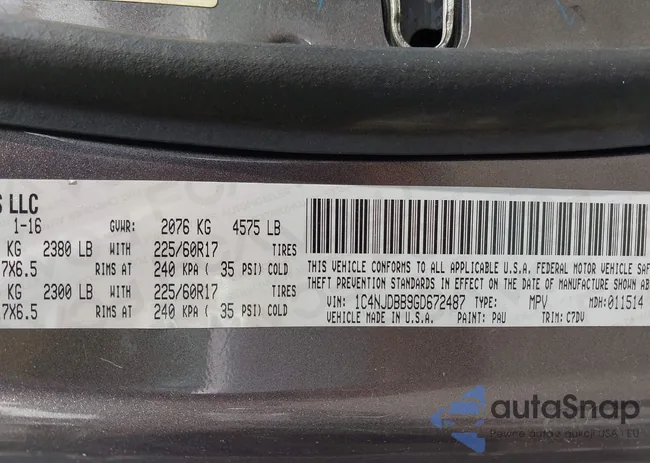 S LLC
1-16 GVWR: 2076 KG 4575 LB
KG 2380 LB WITH 225/60R17 TIRES
7X6.5 RIMS AT 240 KPA ( 35 PSI) COLD
KG 2300 LB WITH 225/60R17 TIRES
7X6.5 RIMS AT 240 KPA ( 35 PSI) COLD
THIS VEHICLE CONFORMS TO ALL APPLICABLE U.S.A. FEDERAL MOTOR VEHICLE SAF
THEFT PREVENTION STANDARDS IN EFFECT ON THE DATE OF MANUFACTURE SHOWN AB
VIN: 1C4NJDBB9GD672487 TYPE: MPV MDH: 011514
VEHICLE MADE IN U.S.A. PAINT: PAU TRIM: C7DV
autaSnap